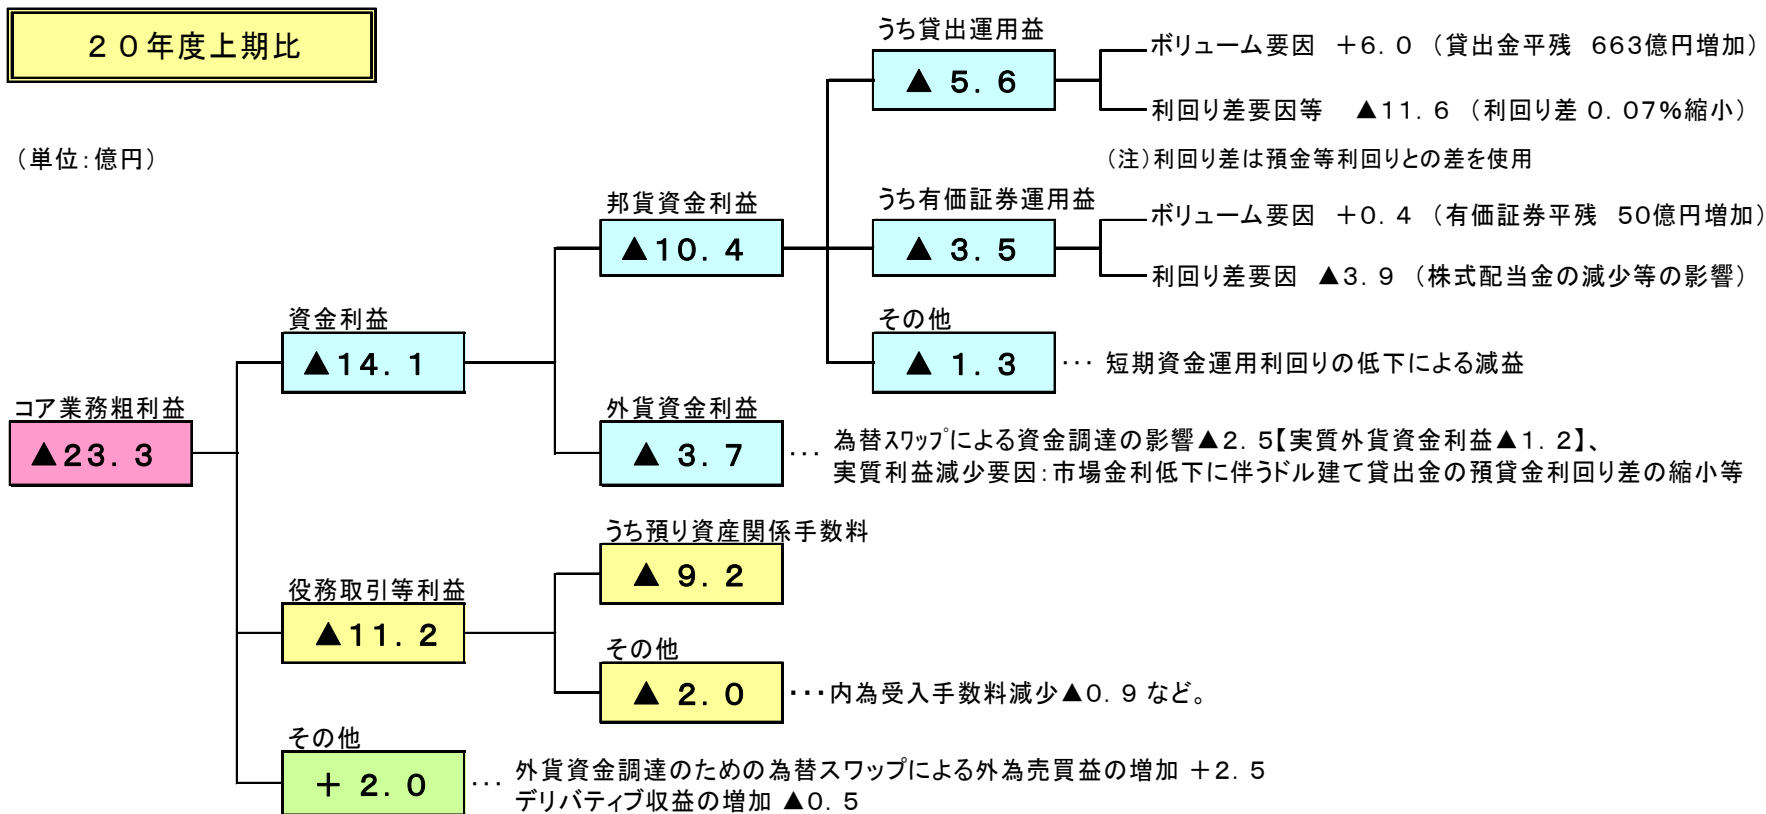 ２０年度上期比
（単位：億円）
コア業務粗利益
▲23．3
資金利益
▲14．1
邦貨資金利益
▲10．4
うち貸出運用益
▲ 5．6
ボリューム要因 ＋6．0 （貸出金平残 663億円増加）
利回り差要因等 ▲11．6 （利回り差 0．07%縮小）
（注）利回り差は預金等利回りとの差を使用
うち有価証券運用益
▲ 3．5
ボリューム要因 ＋0．4 （有価証券平残 50億円増加）
利回り差要因 ▲3．9 （株式配当金の減少等の影響）
その他
▲ 1．3
… 短期資金運用利回りの低下による減益
外貨資金利益
▲ 3．7
… 為替ｽﾜｯﾌﾟによる資金調達の影響▲2．5【実質外貨資金利益▲1．2】、
実質利益減少要因：市場金利低下に伴うドル建て貸出金の預貸金利回り差の縮小等
役務取引等利益
▲11．2
うち預り資産関係手数料
▲ 9．2
その他
▲ 2．0
…内為受入手数料減少▲0．9 など。
その他
＋ 2．0
… 外貨資金調達のための為替スワップによる外為売買益の増加 ＋2．5
デリバティブ収益の増加 ▲0．5